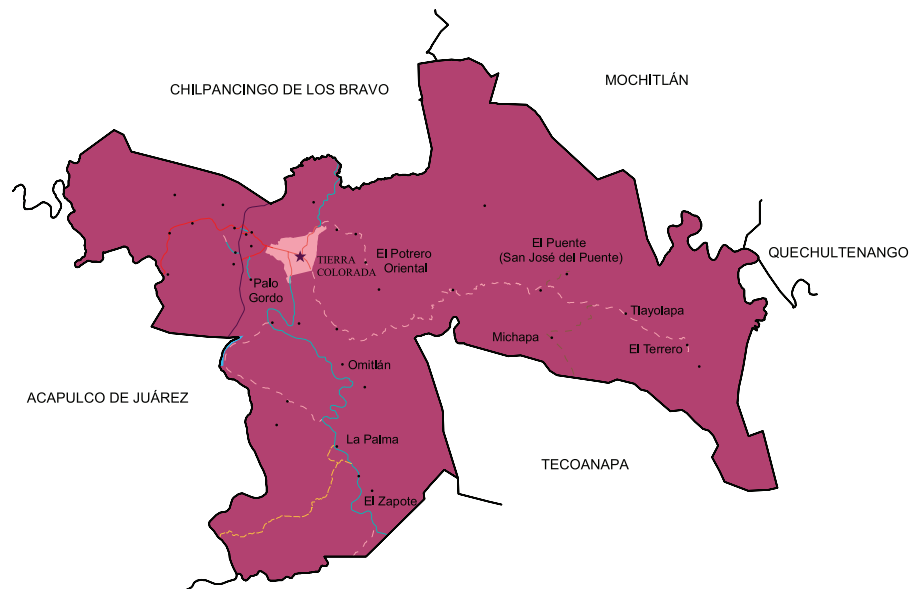 MOCHITLÁN
CHILPANCINGO DE LOS BRAVO
El Puente
(San José del Puente)
QUECHULTENANGO
El Potrero
Oriental
TIERRA
COLORADA
Palo
Gordo
Tlayolapa
Michapa
El Terrero
Omitlán
ACAPULCO DE JUÁREZ
La Palma
TECOANAPA
El Zapote